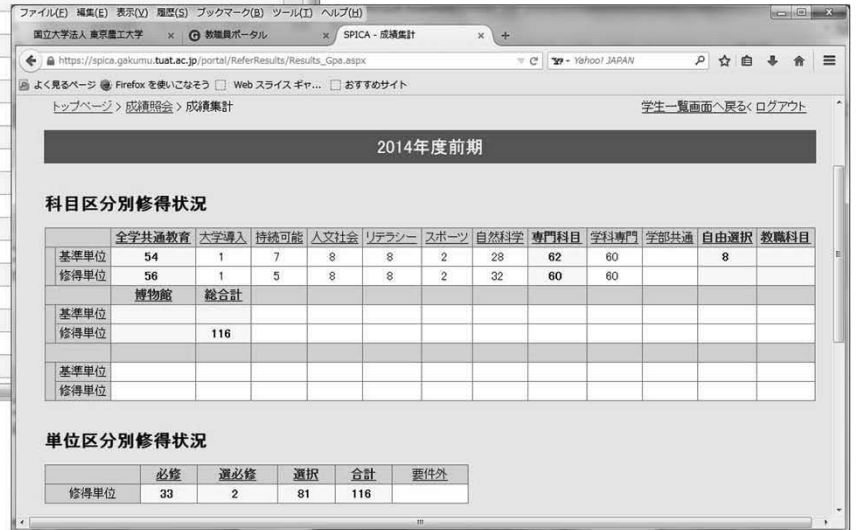 ファイル(F) 編集(E) 表示(V) 履歴(S) ブックマーク(B) ツール(T) ヘルプ(H)
国立大学法人 東京農工大学 × G 教職員ポータル × SPICA - 成績集計 × +
https://spica.gakumu.tuat.ac.jp/portal/ReferResults/Results_Gpa.aspx Yahoo! JAPAN
よく見るページ Firefox を使いこなそう Web スライス ギャ... おすすめサイト
トップページ > 成績照会 > 成績集計 学生一覧画面へ戻る< ログアウト
2014年度前期
科目区分別修得状況
全学共通教育 大学導入 持続可能 人文社会 リテラシー スポーツ 自然科学 専門科目 学科専門 学部共通 自由選択 教職科目
基準単位 54 1 7 8 8 2 28 62 60 8
修得単位 56 1 5 8 8 2 32 60 60
博物館 総合計
基準単位
修得単位 116
基準単位
修得単位
単位区分別修得状況
必修 選必修 選択 合計 要件外
修得単位 33 2 81 116